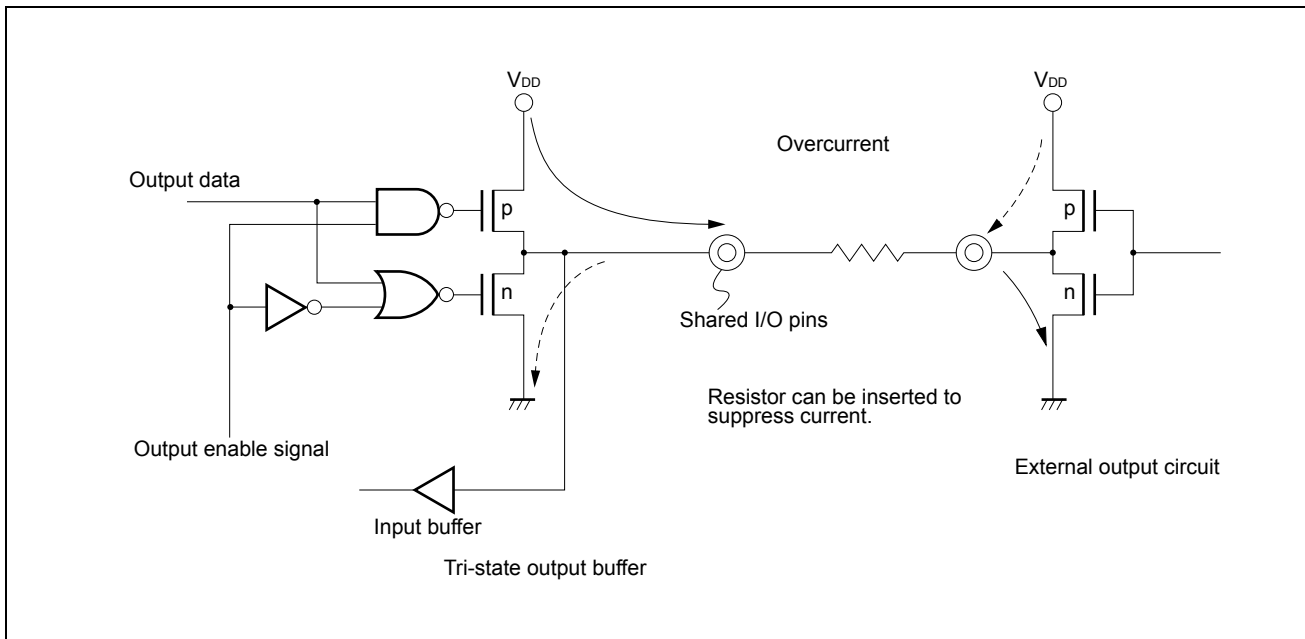 VDD
VDD
Overcurrent
Output data
p
p
n
n
Shared I/O pins
Resistor can be inserted to
suppress current.
Output enable signal
External output circuit
Input buffer
Tri-state output buffer